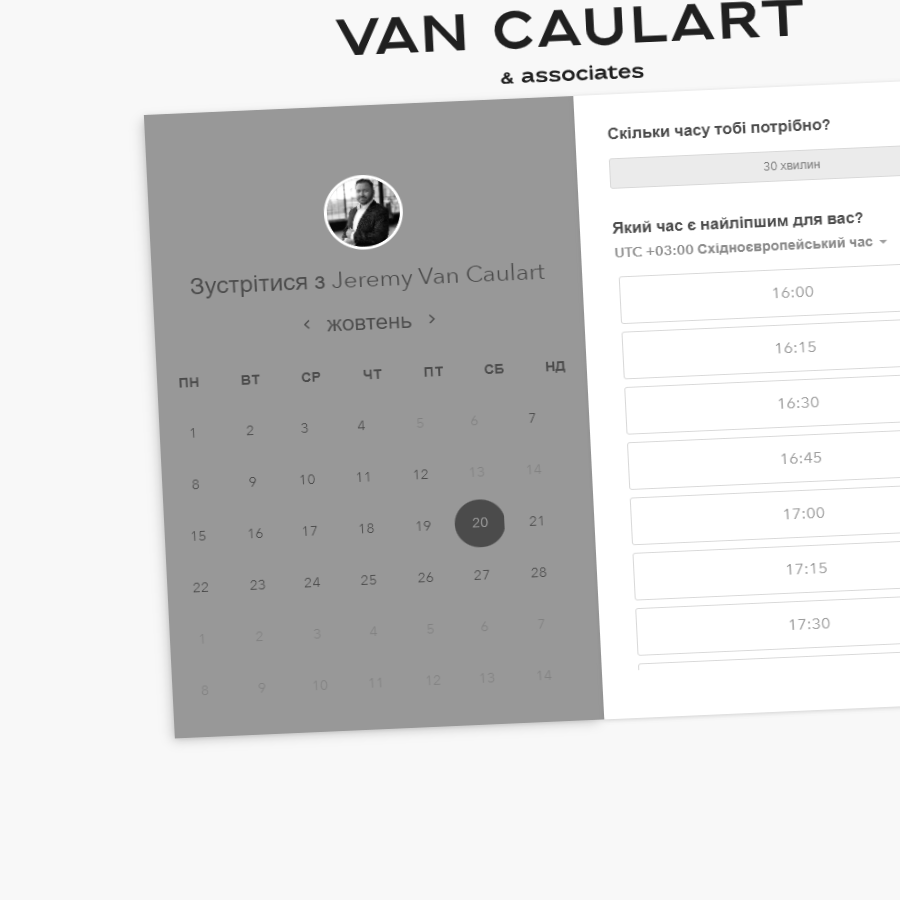 VAN CAULART
& associates
Зустрітися з Jeremy Van Caulart
‹ жовтень ›
ПН ВТ СР ЧТ ПТ СБ НД
1 2 3 4 5 6 7
8 9 10 11 12 13 14
15 16 17 18 19 20 21
22 23 24 25 26 27 28
1 2 3 4 5 6 7
8 9 10 11 12 13 14
Скільки часу тобі потрібно?
30 хвилин
Який час є найліпшим для вас?
UTC +03:00 Східноєвропейський час
16:00
16:15
16:30
16:45
17:00
17:15
17:30